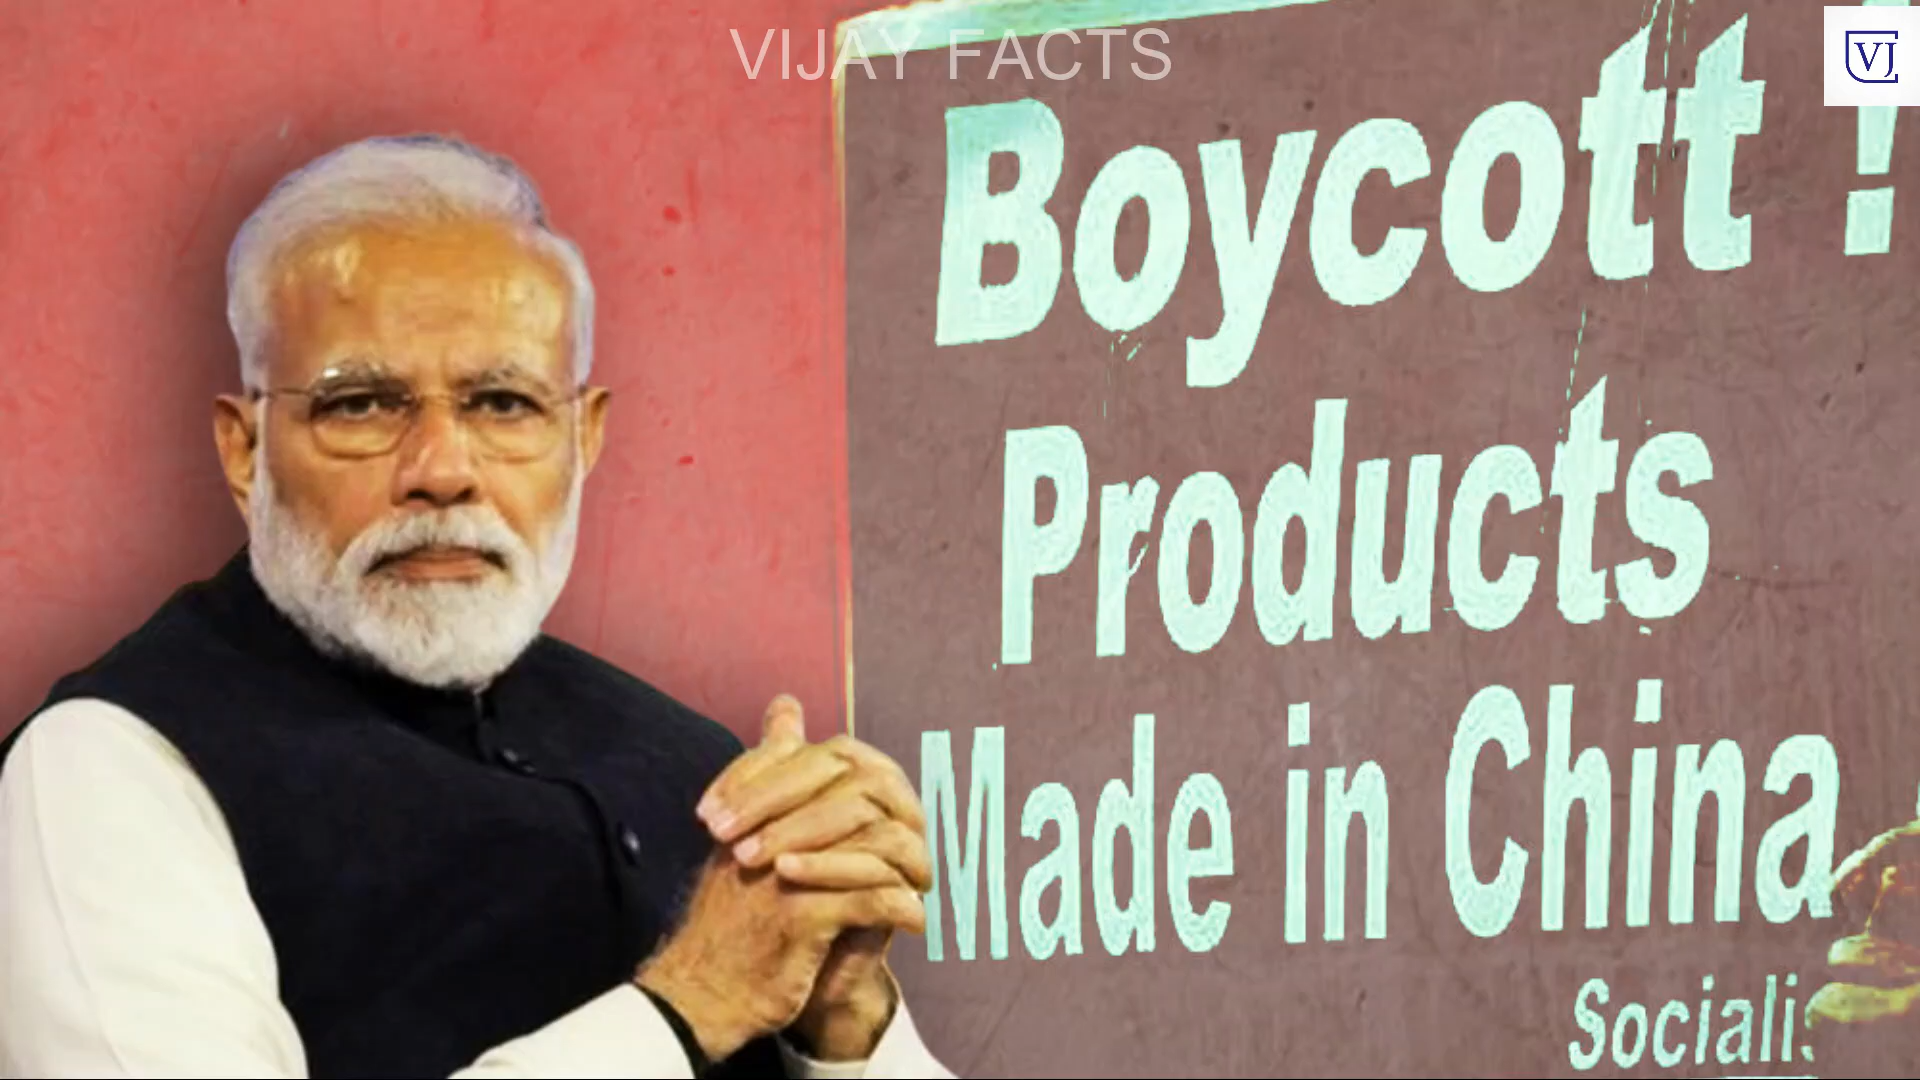 VIJAY FACTS
VJ
Boycott !
Products
Made in China